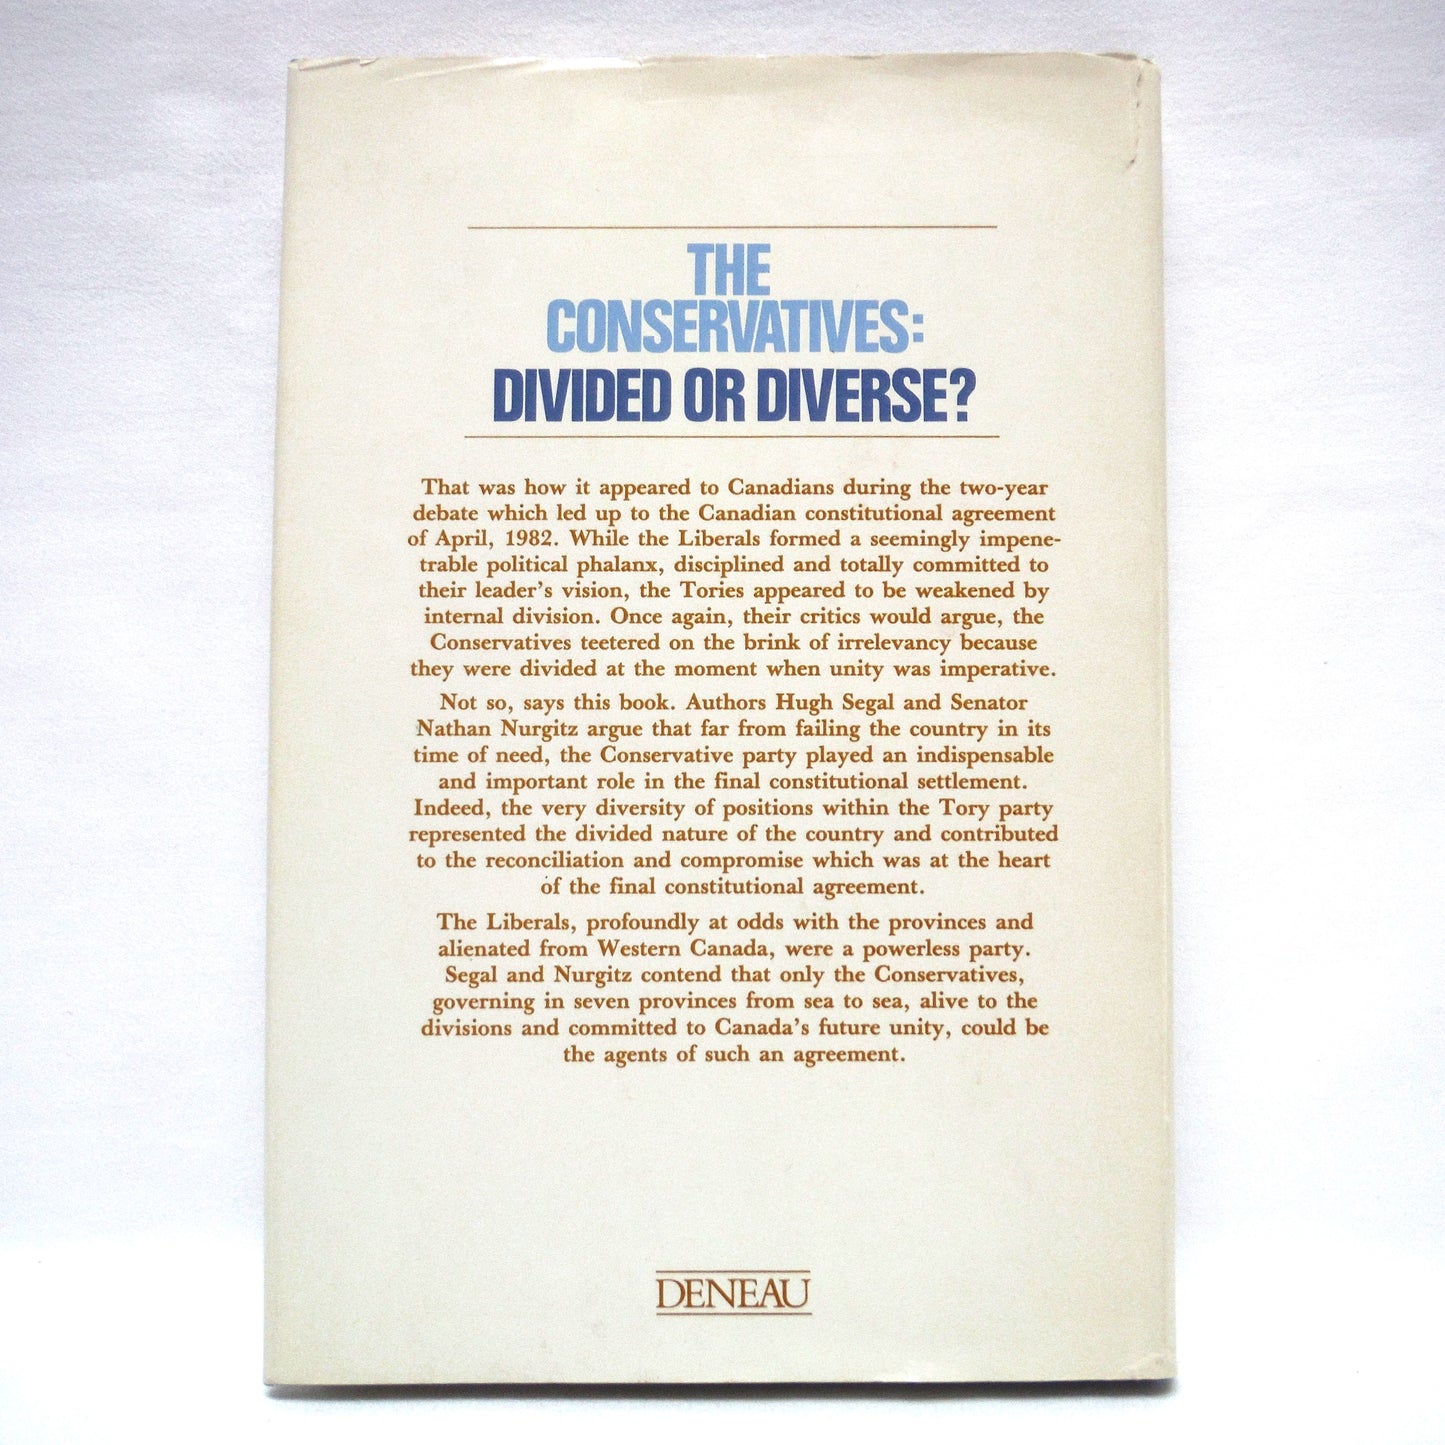 THE
CONSERVATIVES:
DIVIDED OR DIVERSE?
That was how it appeared to Canadians during the two-year
debate which led up to the Canadian constitutional agreement
of April, 1982. While the Liberals formed a seemingly impene-
trable political phalanx, disciplined and totally committed to
their leader's vision, the Tories appeared to be weakened by
internal division. Once again, their critics would argue, the
Conservatives teetered on the brink of irrelevancy because
they were divided at the moment when unity was imperative.
Not so, says this book. Authors Hugh Segal and Senator
Nathan Nurgitz argue that far from failing the country in its
time of need, the Conservative party played an indispensable
and important role in the final constitutional settlement.
Indeed, the very diversity of positions within the Tory party
represented the divided nature of the country and contributed
to the reconciliation and compromise which was at the heart
of the final constitutional agreement.
The Liberals, profoundly at odds with the provinces and
alienated from Western Canada, were a powerless party.
Segal and Nurgitz contend that only the Conservatives,
governing in seven provinces from sea to sea, alive to the
divisions and committed to Canada's future unity, could be
the agents of such an agreement.
DENEAU